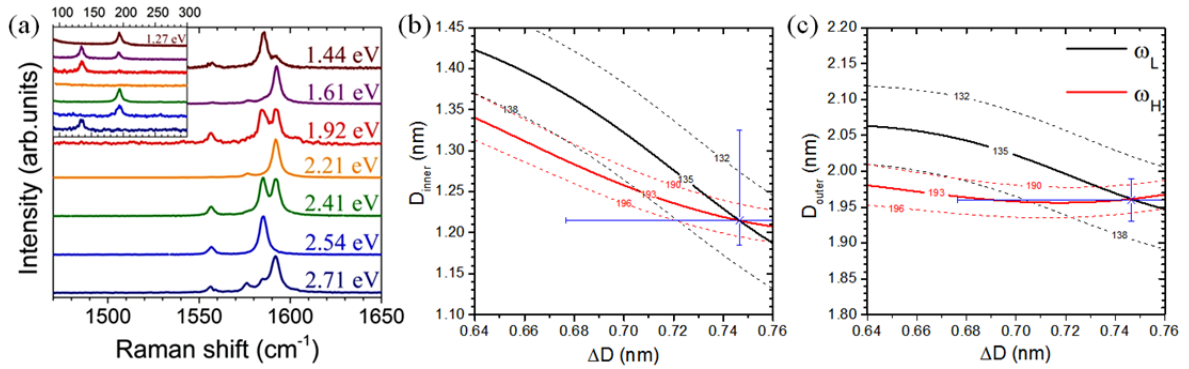 (a)
100 150 200 250 300
1.27 eV
1.44 eV
1.61 eV
1.92 eV
2.21 eV
2.41 eV
2.54 eV
2.71 eV
Intensity (arb.units)
1500 1550 1600 1650
Raman shift (cm⁻¹)
(b)
1.45
1.40
1.35
1.30
1.25
1.20
1.15
1.10
D_inner (nm)
138
132
135
190
193
196
0.64 0.66 0.68 0.70 0.72 0.74 0.76
ΔD (nm)
(c)
2.20
2.15
2.10
2.05
2.00
1.95
1.90
1.85
1.80
D_outer (nm)
ω_L
ω_H
132
135
190
193
196
138
0.64 0.66 0.68 0.70 0.72 0.74 0.76
ΔD (nm)